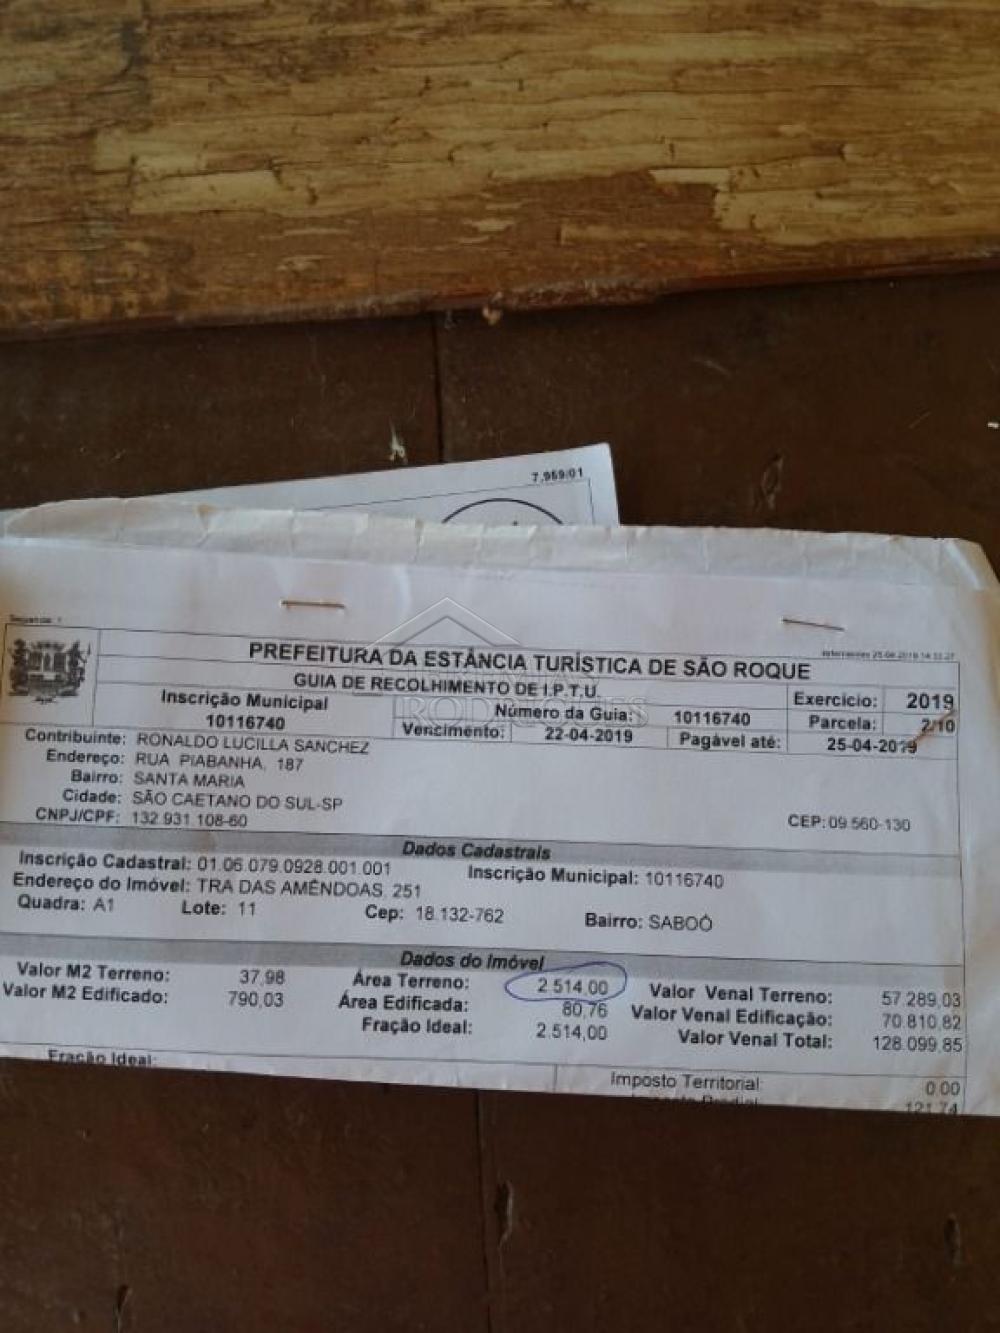 7.959/01
Segunda: 1
PREFEITURA DA ESTÂNCIA TURÍSTICA DE SÃO ROQUE
GUIA DE RECOLHIMENTO DE I.P.T.U.
Exercício: 2019
Inscrição Municipal
10116740
Número da Guia: 10116740
Parcela: 2/10
Vencimento: 22-04-2019
Pagável até: 25-04-2019
RODRIGUES
Contribuinte: RONALDO LUCILLA SANCHEZ
Endereço: RUA PIABANHA, 187
Bairro: SANTA MARIA
Cidade: SÃO CAETANO DO SUL-SP
CNPJ/CPF: 132.931.108-60
CEP: 09.560-130
Dados Cadastrais
Inscrição Cadastral: 01.06.079.0928.001.001
Inscrição Municipal: 10116740
Endereço do Imóvel: TRA DAS AMÊNDOAS, 251
Quadra: A1 Lote: 11 Cep: 18.132-762 Bairro: SABOÓ
Dados do Imóvel
Valor M2 Terreno: 37,98 Área Terreno: 2.514,00 Valor Venal Terreno: 57.289,03
Valor M2 Edificado: 790,03 Área Edificada: 80,76 Valor Venal Edificação: 70.810,82
Fração Ideal: 2.514,00 Valor Venal Total: 128.099,85
Fração Ideal:
Imposto Territorial: 0,00
121,74